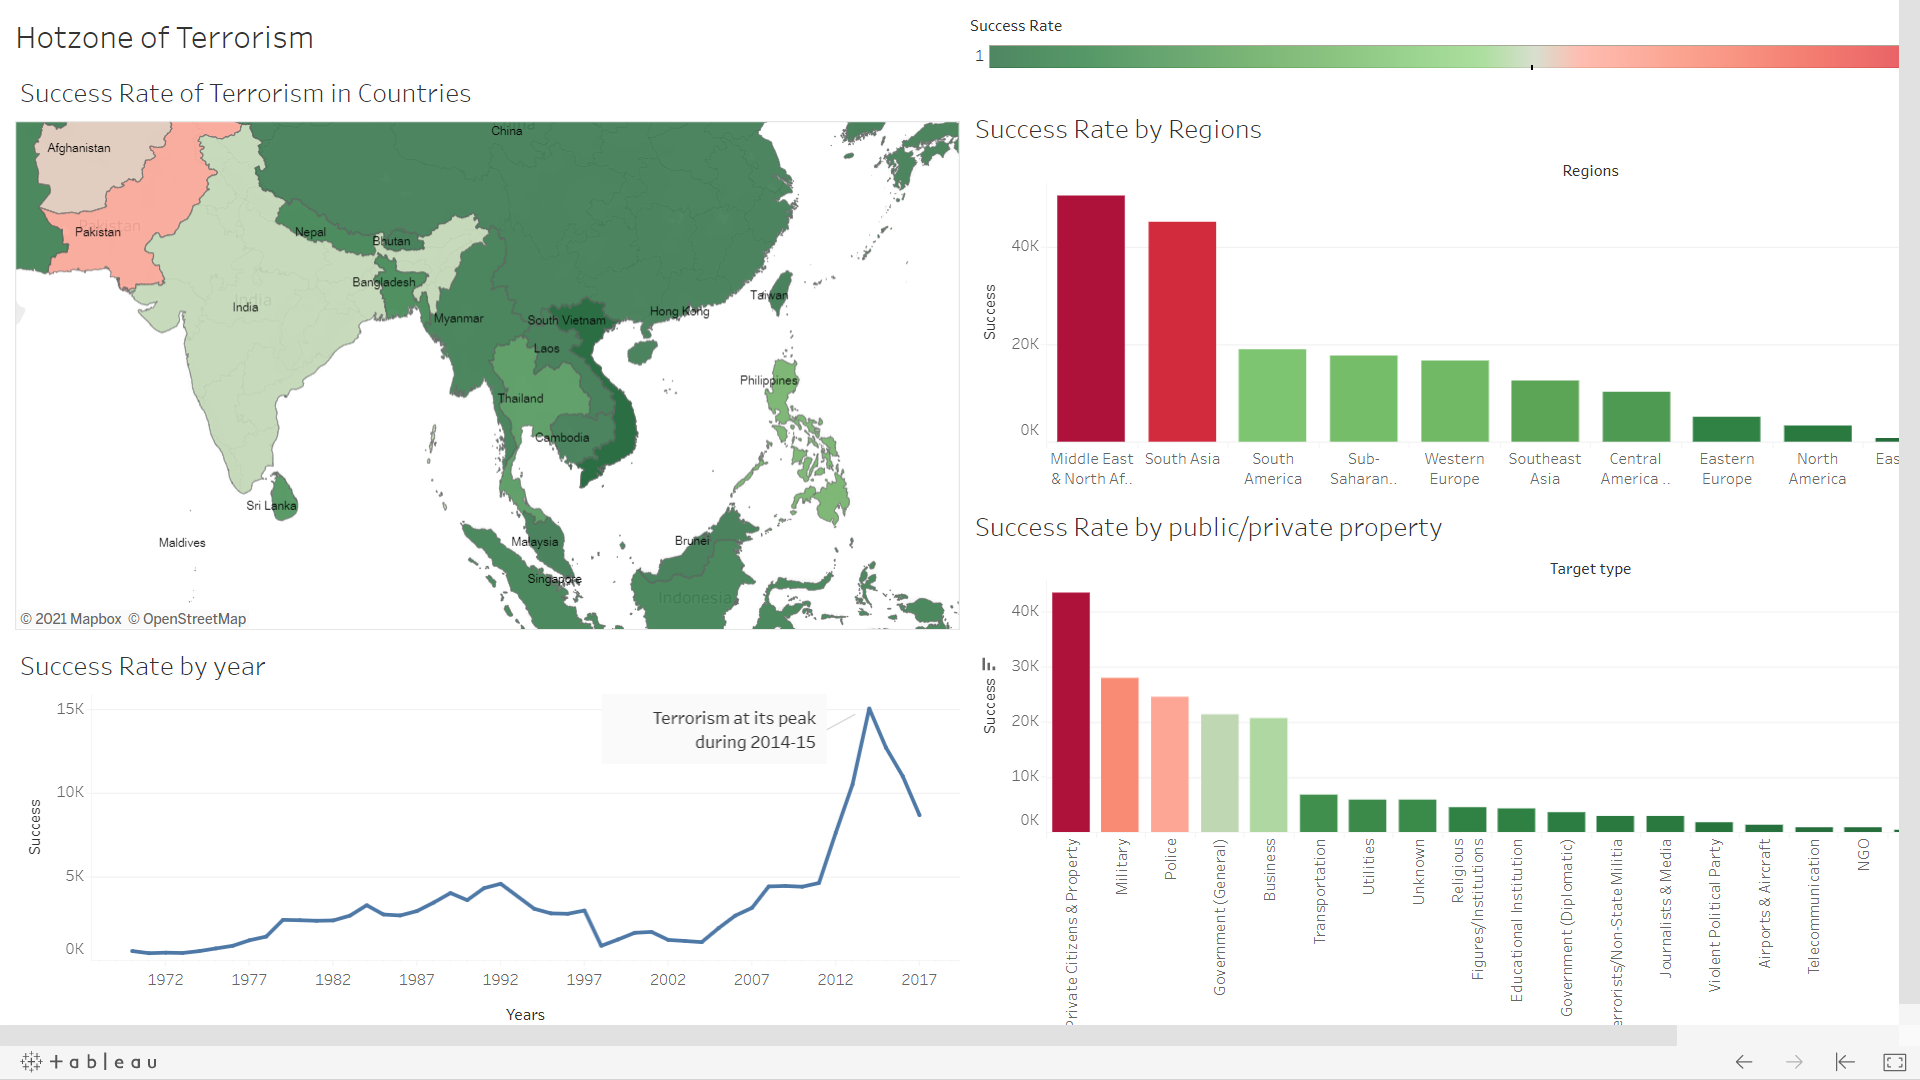 Hotzone of Terrorism
Success Rate of Terrorism in Countries
China
Afghanistan
Pakistan
Pakistan
Nepal
Bhutan
Bangladesh
India
India
Myanmar
South Vietnam
Laos
Thailand
Cambodia
Hong Kong
Taiwan
Philippines
Sri Lanka
Maldives
Malaysia
Singapore
Brunei
Indonesia
© 2021 Mapbox © OpenStreetMap
Success Rate by year
15K
10K
5K
0K
Success
Terrorism at its peak
during 2014-15
1972
1977
1982
1987
1992
1997
2002
2007
2012
2017
Years
Success Rate
1
Success Rate by Regions
Regions
40K
20K
0K
Success
Middle East
& North Af..
South Asia
South
America
Sub-
Saharan..
Western
Europe
Southeast
Asia
Central
America ..
Eastern
Europe
North
America
Eas
Success Rate by public/private property
Target type
40K
30K
20K
10K
0K
Success
Private Citizens & Property
Military
Police
Government (General)
Business
Transportation
Utilities
Unknown
Religious
Figures/Institutions
Educational Institution
Government (Diplomatic)
errorists/Non-State Militia
Journalists & Media
Violent Political Party
Airports & Aircraft
Telecommunication
NGO
+ableau